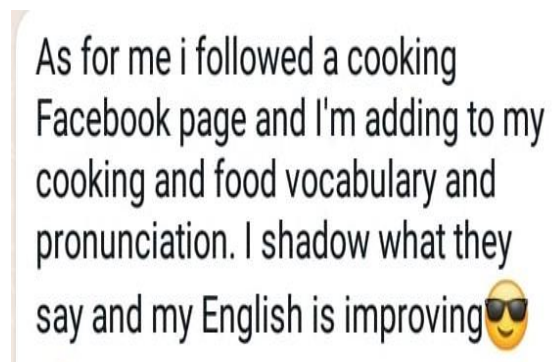 As for me i followed a cooking
Facebook page and I'm adding to my
cooking and food vocabulary and
pronunciation. I shadow what they
say and my English is improving😎